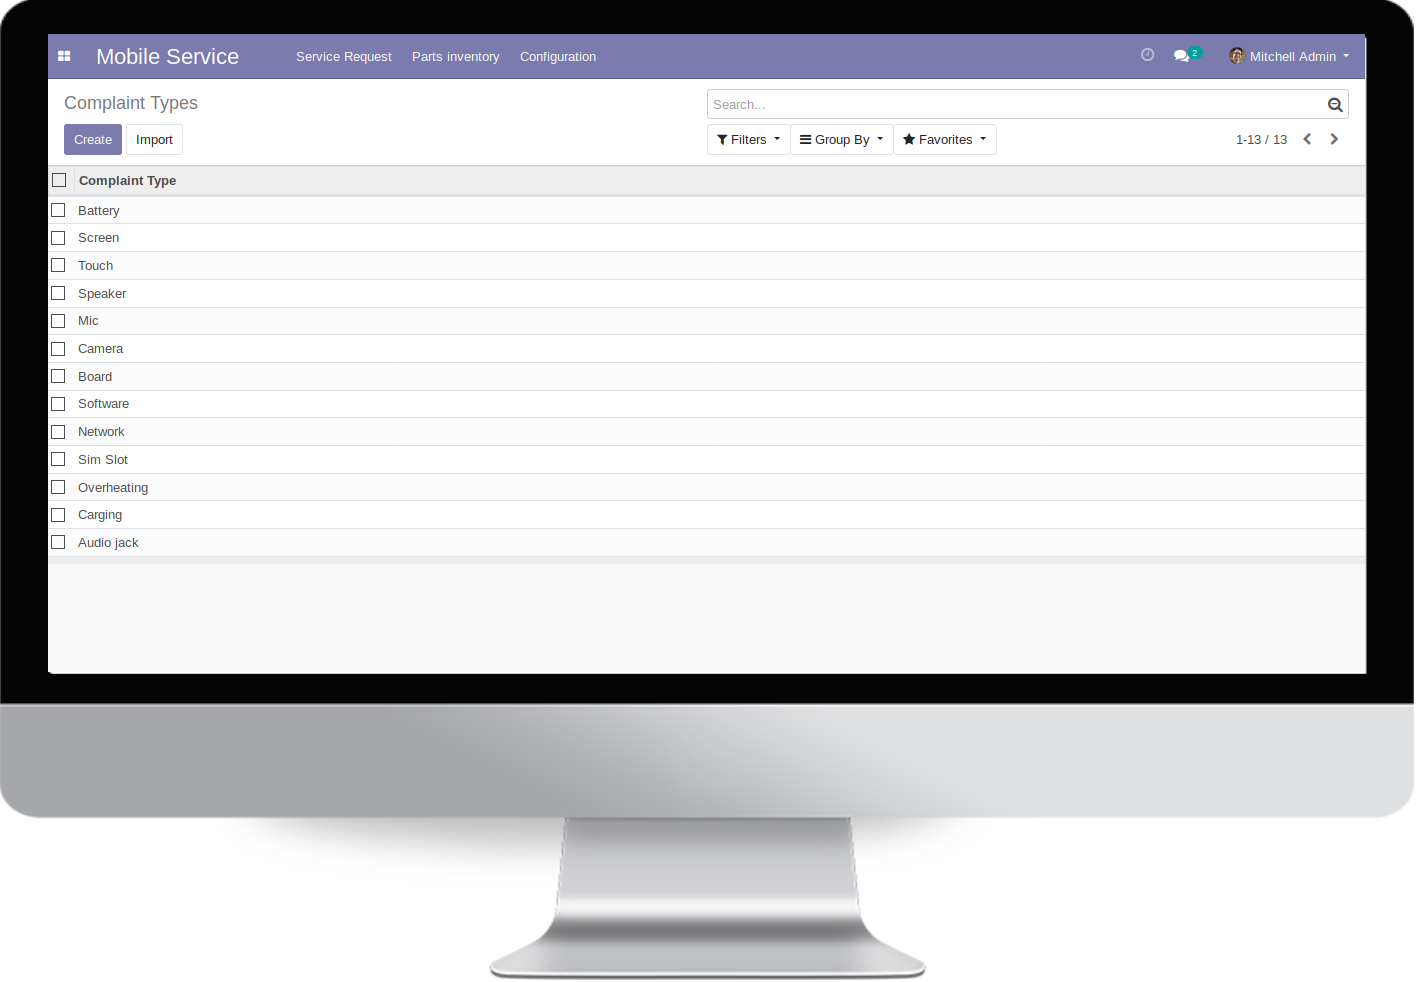 Mobile Service Service Request Parts inventory Configuration 2 Mitchell Admin
Complaint Types Search...
Create Import Filters Group By Favorites 1-13 / 13
Complaint Type
Battery
Screen
Touch
Speaker
Mic
Camera
Board
Software
Network
Sim Slot
Overheating
Carging
Audio jack